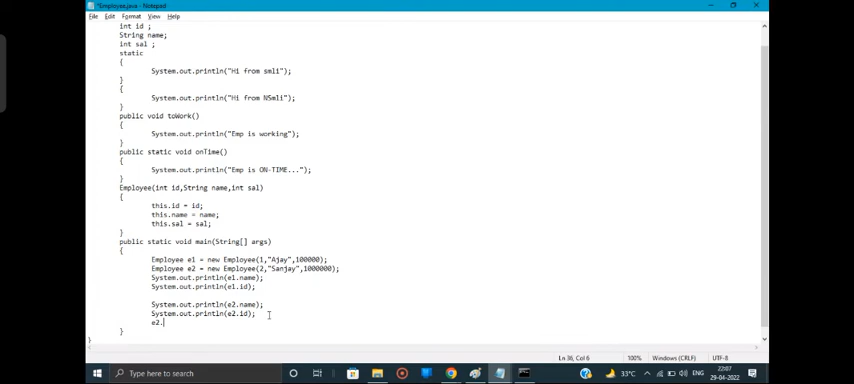 *Employee.java - Notepad
File Edit Format View Help
int id ;
String name;
int sal ;
static
{
System.out.println("Hi from smli");
}
{
System.out.println("Hi from NSmli");
}
public void toWork()
{
System.out.println("Emp is working");
}
public static void onTime()
{
System.out.println("Emp is ON-TIME...");
}
Employee(int id,String name,int sal)
{
this.id = id;
this.name = name;
this.sal = sal;
}
public static void main(String[] args)
{
Employee e1 = new Employee(1,"Ajay",100000);
Employee e2 = new Employee(2,"Sanjay",1000000);
System.out.println(e1.name);
System.out.println(e1.id);
System.out.println(e2.name);
System.out.println(e2.id);
e2.
}
}
Ln 36, Col 6 100% Windows (CRLF) UTF-8
Type here to search 33°C ENG 22:07
29-04-2022